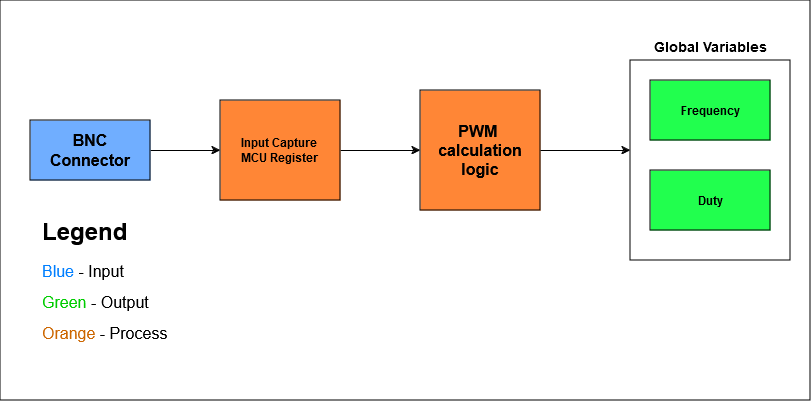 Global Variables
BNC
Connector
Input Capture
MCU Register
PWM
calculation
logic
Frequency
Duty
Legend
Blue - Input
Green - Output
Orange - Process